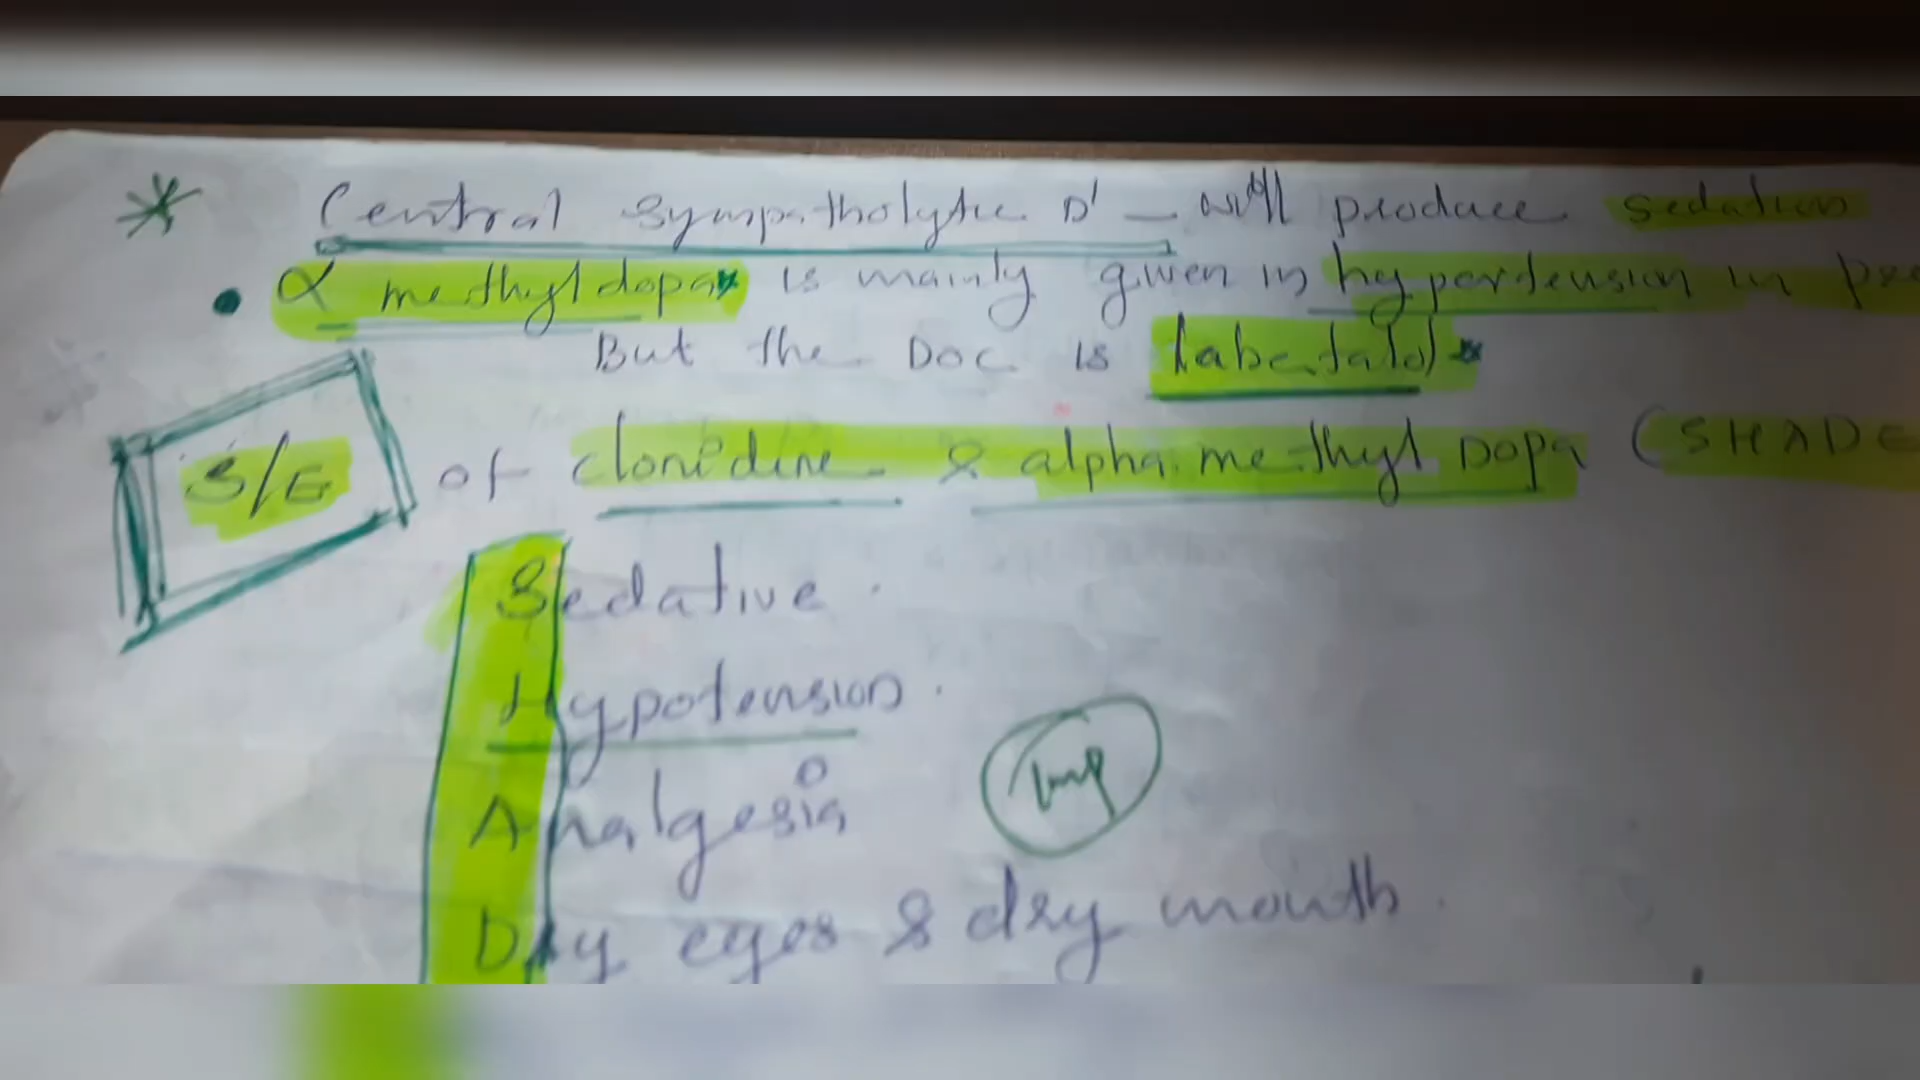 Central sympatholytic D' – will produce sedation
• α methyldopa is mainly given in hypertension in pre
But the DOC is labetalol
S/E of clonidine & alpha methyl Dopa (SHADE
Sedative.
Hypotension.
Analgesia
Imp
Dry eyes & dry mouth.